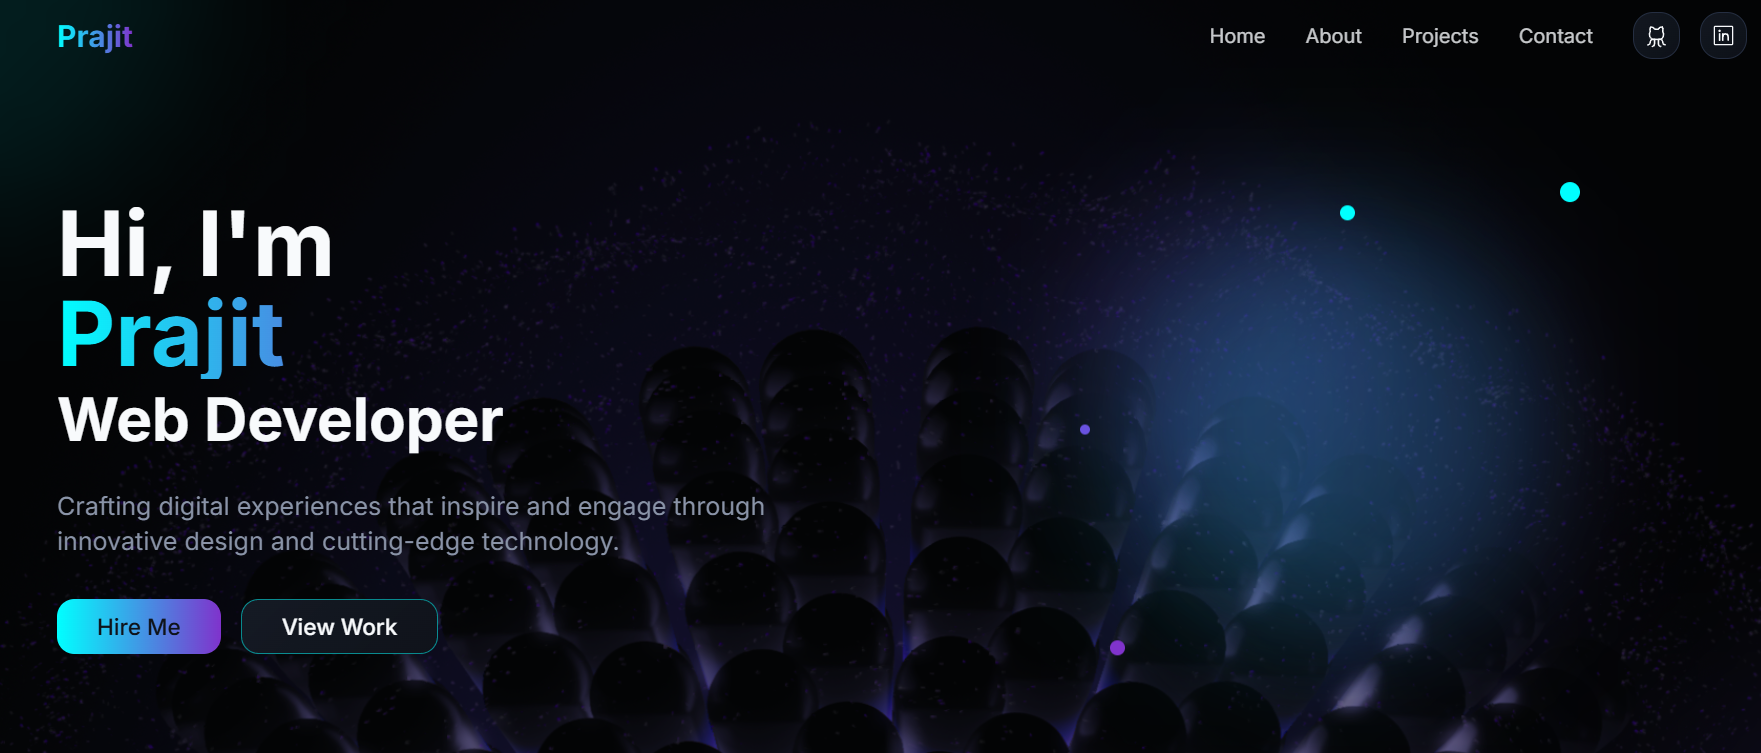 Prajit
Home About Projects Contact
Hi, I'm
Prajit
Web Developer
Crafting digital experiences that inspire and engage through
innovative design and cutting-edge technology.
Hire Me View Work